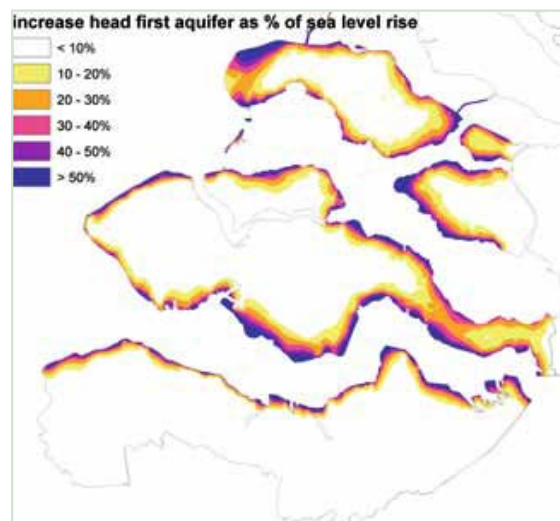 increase head first aquifer as % of sea level rise
< 10%
10 - 20%
20 - 30%
30 - 40%
40 - 50%
> 50%